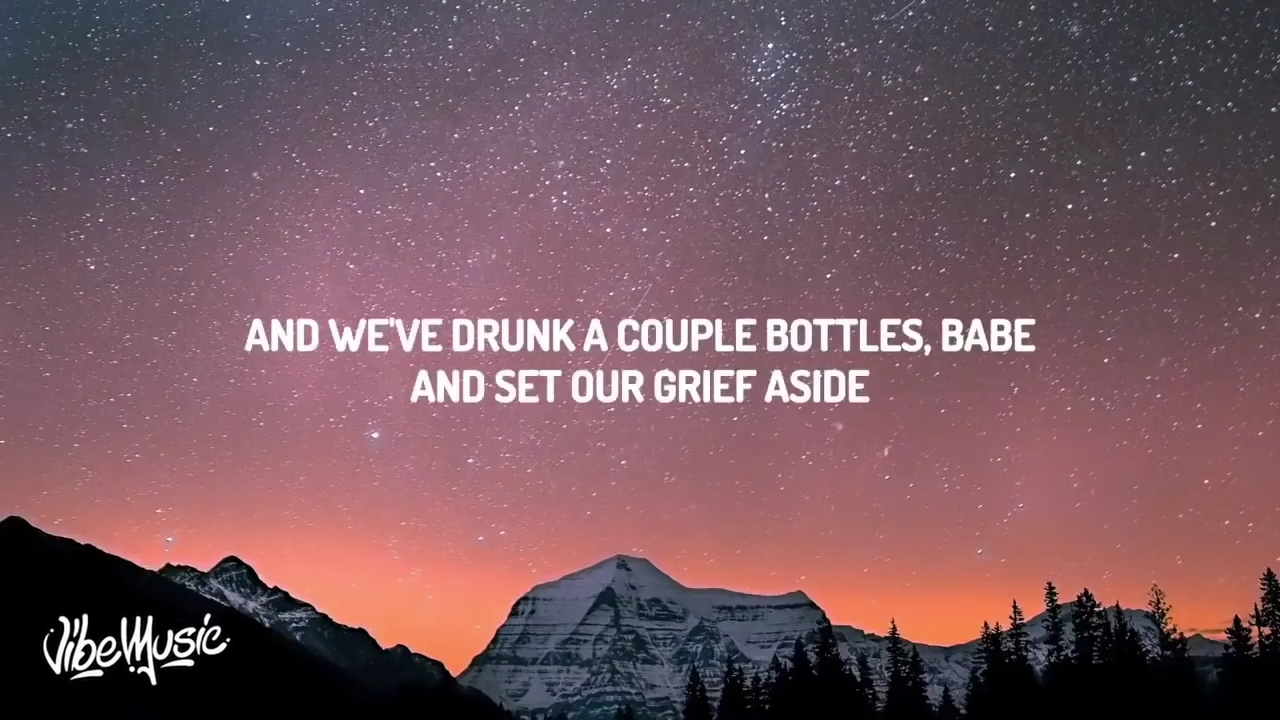 AND WE'VE DRUNK A COUPLE BOTTLES, BABE
AND SET OUR GRIEF ASIDE
VibeMusic